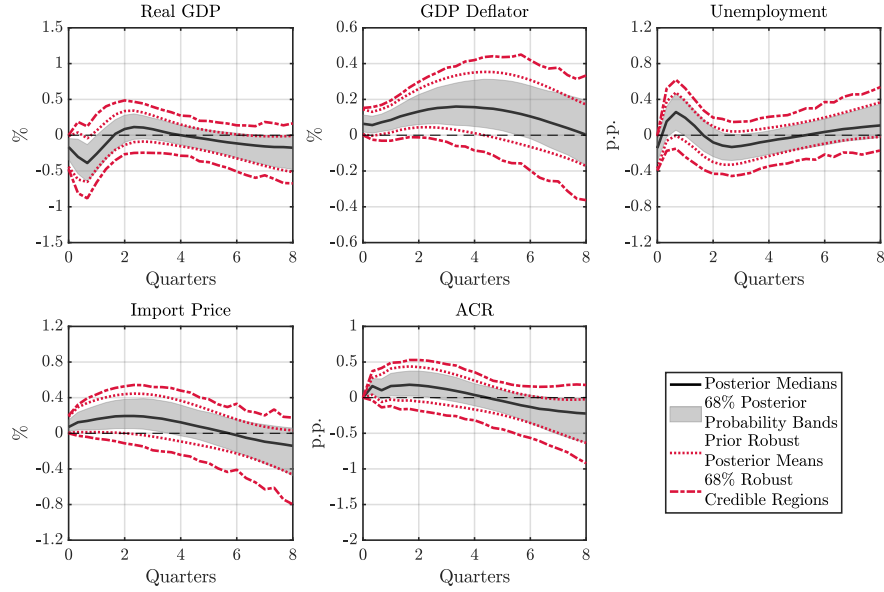 Real GDP
GDP Deflator
Unemployment
1.5
1
0.5
0
-0.5
-1
-1.5
%
0 2 4 6 8
Quarters
0.6
0.4
0.2
0
-0.2
-0.4
-0.6
%
0 2 4 6 8
Quarters
1.2
0.8
0.4
0
-0.4
-0.8
-1.2
p.p.
0 2 4 6 8
Quarters
Import Price
ACR
1.2
0.8
0.4
0
-0.4
-0.8
-1.2
%
0 2 4 6 8
Quarters
1
0.5
0
-0.5
-1
-1.5
-2
p.p.
0 2 4 6 8
Quarters
Posterior Medians
68% Posterior
Probability Bands
Prior Robust
Posterior Means
68% Robust
Credible Regions